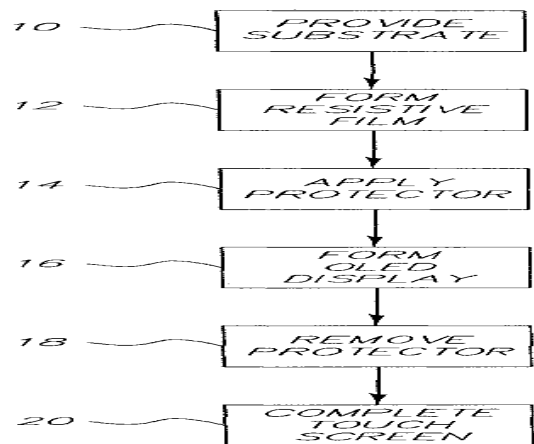 10
PROVIDE
SUBSTRATE
12
FORM
RESISTIVE
FILM
14
APPLY
PROTECTOR
16
FORM
OLED
DISPLAY
18
REMOVE
PROTECTOR
20
COMPLETE
TOUCH
SCREEN